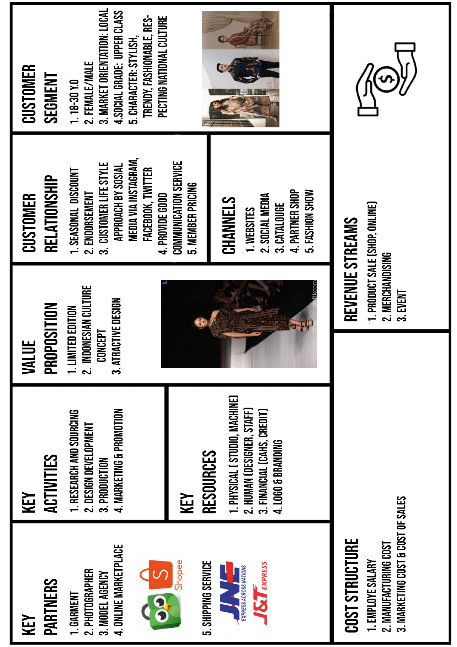 KEY
PARTNERS
1. GARMENT
2. PHOTOGRAPHER
3. MODEL AGENCY
4. ONLINE MARKETPLACE
Shopee
5. SHIPPING SERVICE
JNE
EXPRESS ACROSS NATIONS
J&T EXPRESS
KEY
ACTIVITIES
1. RESEARCH AND SOURCING
2. DESIGN DEVELOPMENT
3. PRODUCTION
4. MARKETING & PROMOTION
KEY
RESOURCES
1. PHYSICAL ( STUDIO, MACHINE)
2. HUMAN (DESIGNER, STAFF)
3. FINANCIAL (CAHS, CREDIT)
4. LOGO & BRANDING
VALUE
PROPOSITION
1. LIMITED EDITION
2. INDONESIAN CULTURE
CONCEPT
3. ATRACTIVE DESIGN
CUSTOMER
RELATIONSHIP
1. SEASONAL DISCOUNT
2. ENDORSEMENT
3. CUSTOMER LIFE STYLE
APPROACH BY SOSIAL
MEDIA VIA INSTAGRAM,
FACEBOOK, TWITTER
4. PROVIDE GOOD
COMMUNICATION SERVICE
5. MEMBER PRICING
CHANNELS
1. WEBSITES
2. SOCIAL MEDIA
3. CATALOUGE
4. PARTNER SHOP
5. FASHION SHOW
CUSTOMER
SEGMENT
1. 18-30 Y.O
2. FEMALE/MALE
3. MARKET ORIENTATION: LOCAL
4.SOCIAL GRADE: UPPER CLASS
5. CHARACTER: STYLISH,
TRENDY, FASHIONABLE, RES-
PECTING NATIONAL CULTURE
COST STRUCTURE
1. EMPLOYE SALARY
2. MANUFACTURING COST
3. MARKETING COST & COST OF SALES
REVENUE STREAMS
1. PRODUCT SALE (SHOP, ONLINE)
2. MERCHANDISING
3. EVENT
$